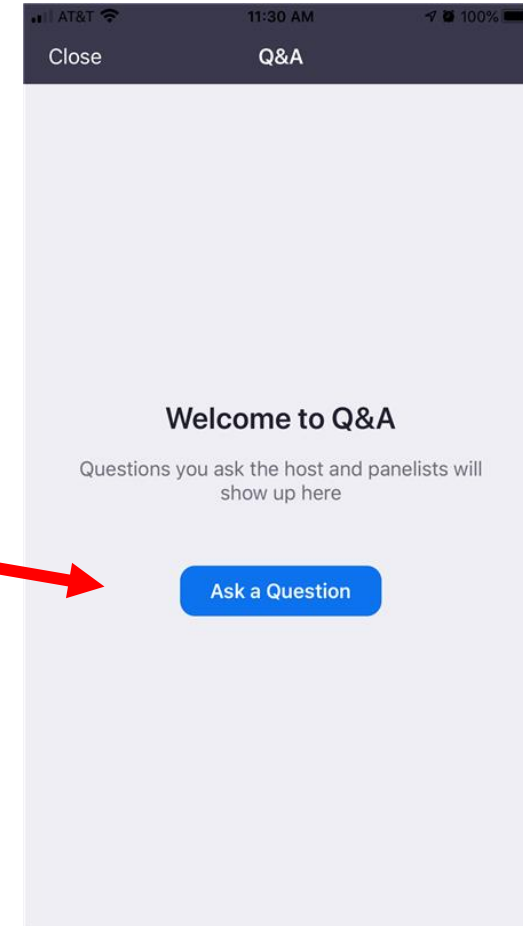 AT&T 11:30 AM 100%
Close Q&A
Welcome to Q&A
Questions you ask the host and panelists will
show up here
Ask a Question